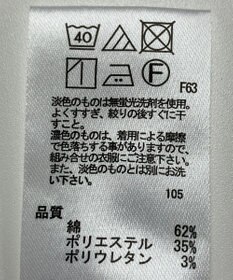 40
F
F63
淡色のものは無蛍光洗剤を使用。
よくすすぎ、絞りの後すぐに干
すこと。
濃色のものは、着用による摩擦
で色落ちする事がありますので、
組み合せの衣服にご注意下さい。
また、淡色のものとは別にお洗
い下さい。
105
品質
綿 62%
ポリエステル 35%
ポリウレタン 3%